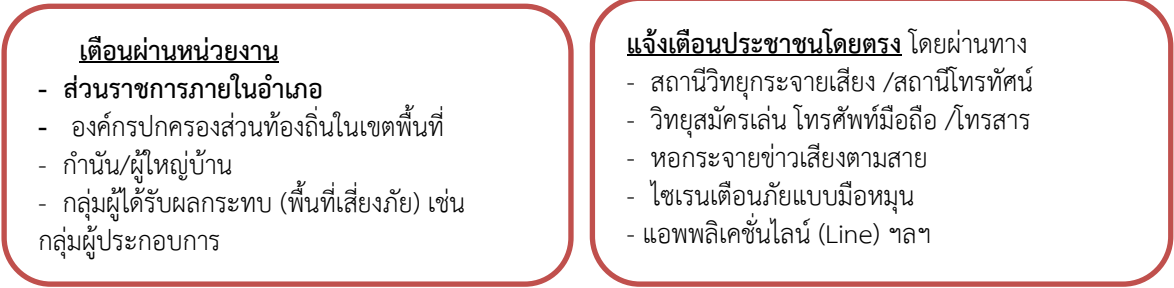 เตือนผ่านหน่วยงาน
- ส่วนราชการภายในอำเภอ
- องค์กรปกครองส่วนท้องถิ่นในเขตพื้นที่
- กำนัน/ผู้ใหญ่บ้าน
- กลุ่มผู้ได้รับผลกระทบ (พื้นที่เสี่ยงภัย) เช่น
กลุ่มผู้ประกอบการ
แจ้งเตือนประชาชนโดยตรง โดยผ่านทาง
- สถานีวิทยุกระจายเสียง /สถานีโทรทัศน์
- วิทยุสมัครเล่น โทรศัพท์มือถือ /โทรสาร
- หอกระจายข่าวเสียงตามสาย
- ไซเรนเตือนภัยแบบมือหมุน
- แอพพลิเคชั่นไลน์ (Line) ฯลฯ